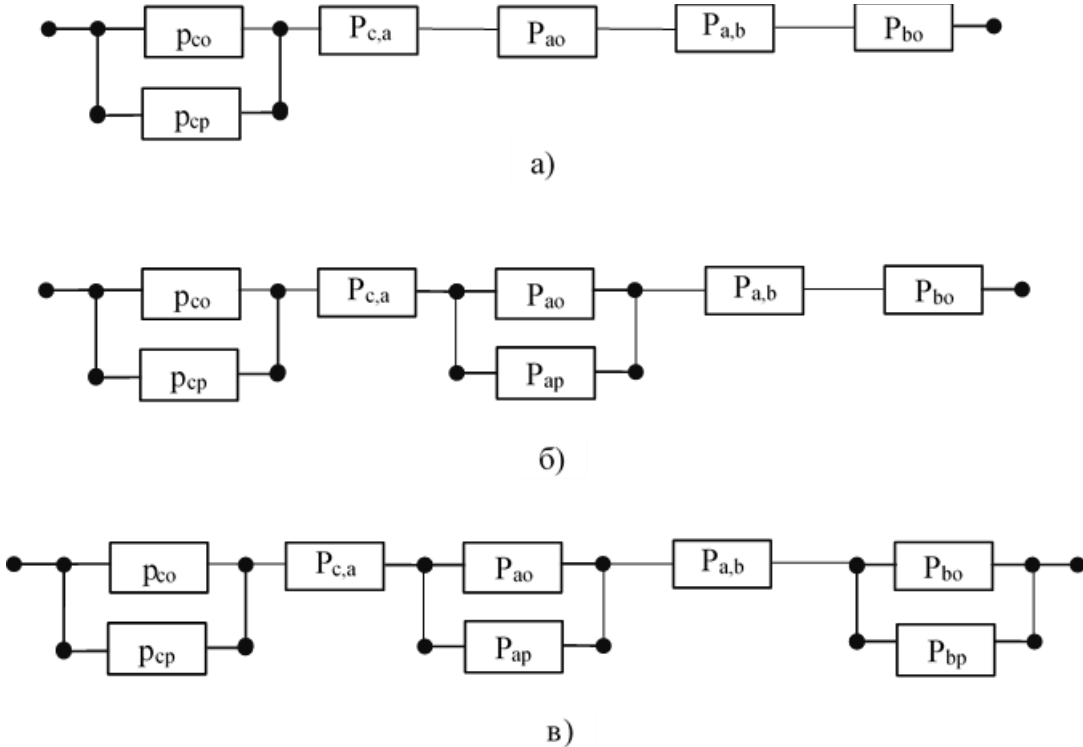 pco Pc,a Pao Pa,b Pbo
pcp
а)
pco Pc,a Pao Pa,b Pbo
pcp Pap
б)
pco Pc,a Pao Pa,b Pbo
pcp Pap Pbp
в)